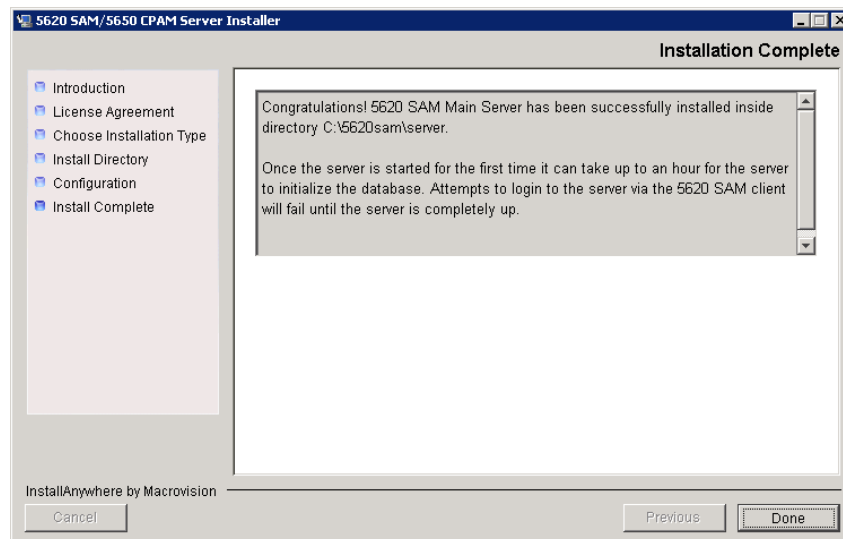 5620 SAM/5650 CPAM Server Installer
Installation Complete
Introduction
License Agreement
Choose Installation Type
Install Directory
Configuration
Install Complete
Congratulations! 5620 SAM Main Server has been successfully installed inside
directory C:\5620sam\server.
Once the server is started for the first time it can take up to an hour for the server
to initialize the database. Attempts to login to the server via the 5620 SAM client
will fail until the server is completely up.
InstallAnywhere by Macrovision
Cancel
Previous
Done